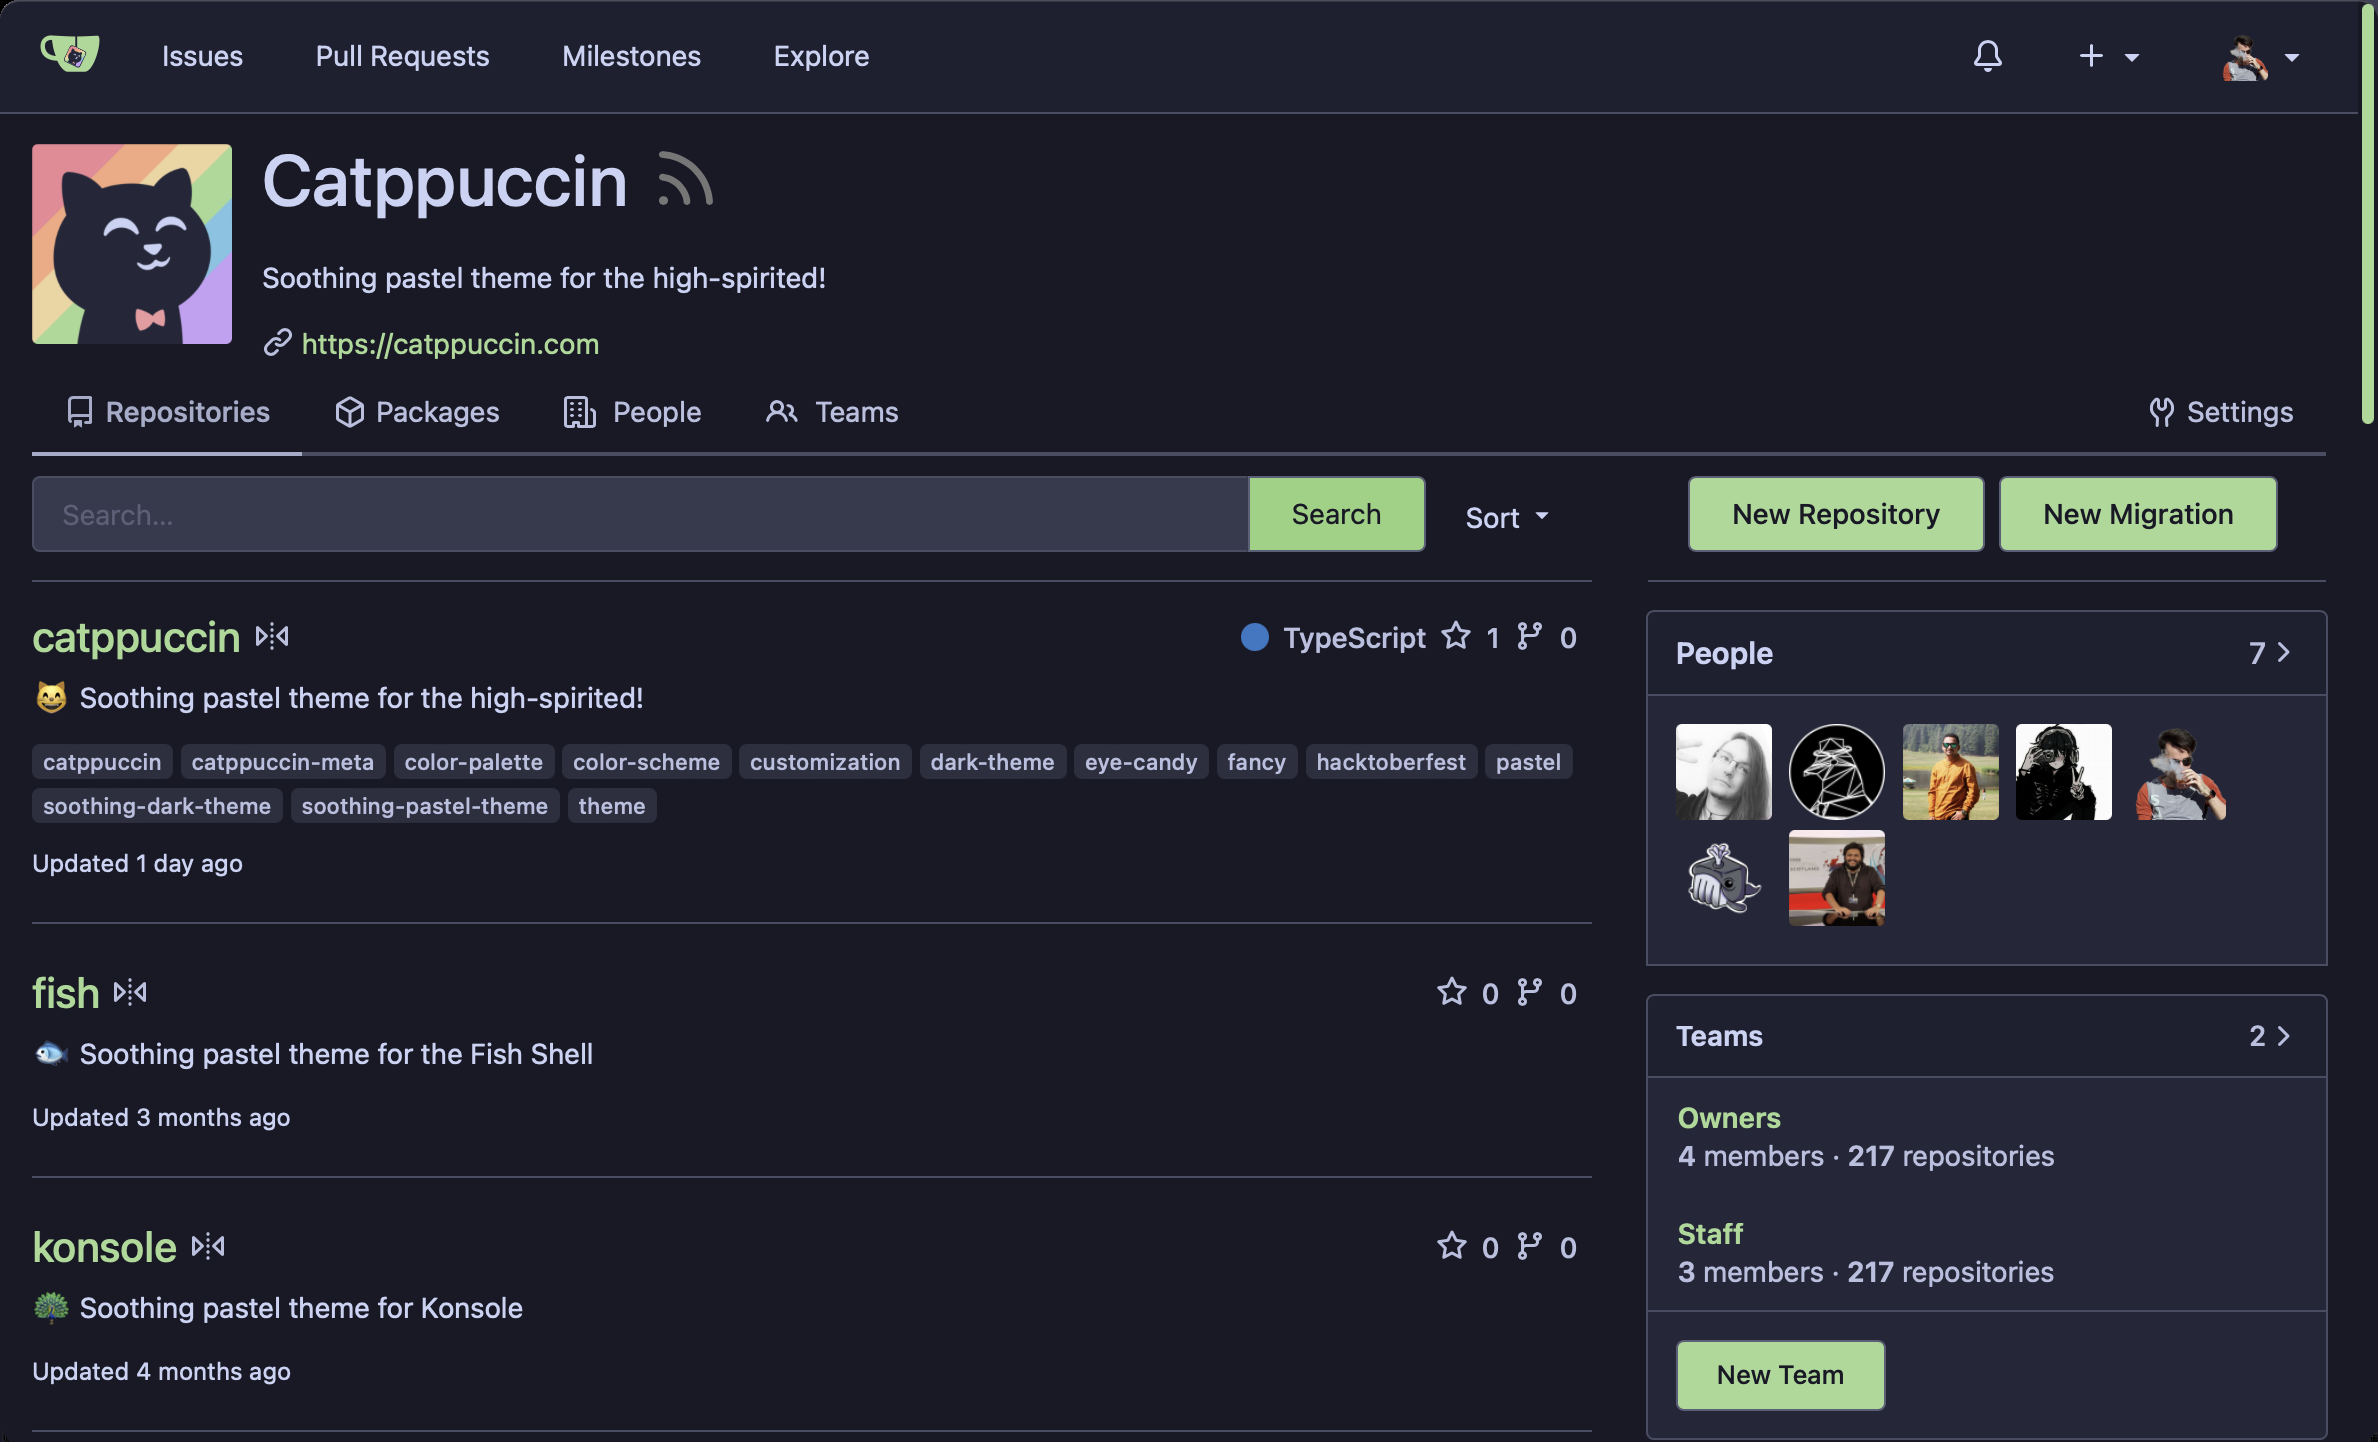 Issues Pull Requests Milestones Explore
Catppuccin
Soothing pastel theme for the high-spirited!
https://catppuccin.com
Repositories Packages People Teams Settings
Search... Search Sort New Repository New Migration
catppuccin TypeScript 1 0
Soothing pastel theme for the high-spirited!
catppuccin catppuccin-meta color-palette color-scheme customization dark-theme eye-candy fancy hacktoberfest pastel
soothing-dark-theme soothing-pastel-theme theme
Updated 1 day ago
fish 0 0
🐟 Soothing pastel theme for the Fish Shell
Updated 3 months ago
konsole 0 0
🦚 Soothing pastel theme for Konsole
Updated 4 months ago
People 7
Teams 2
Owners
4 members · 217 repositories
Staff
3 members · 217 repositories
New Team